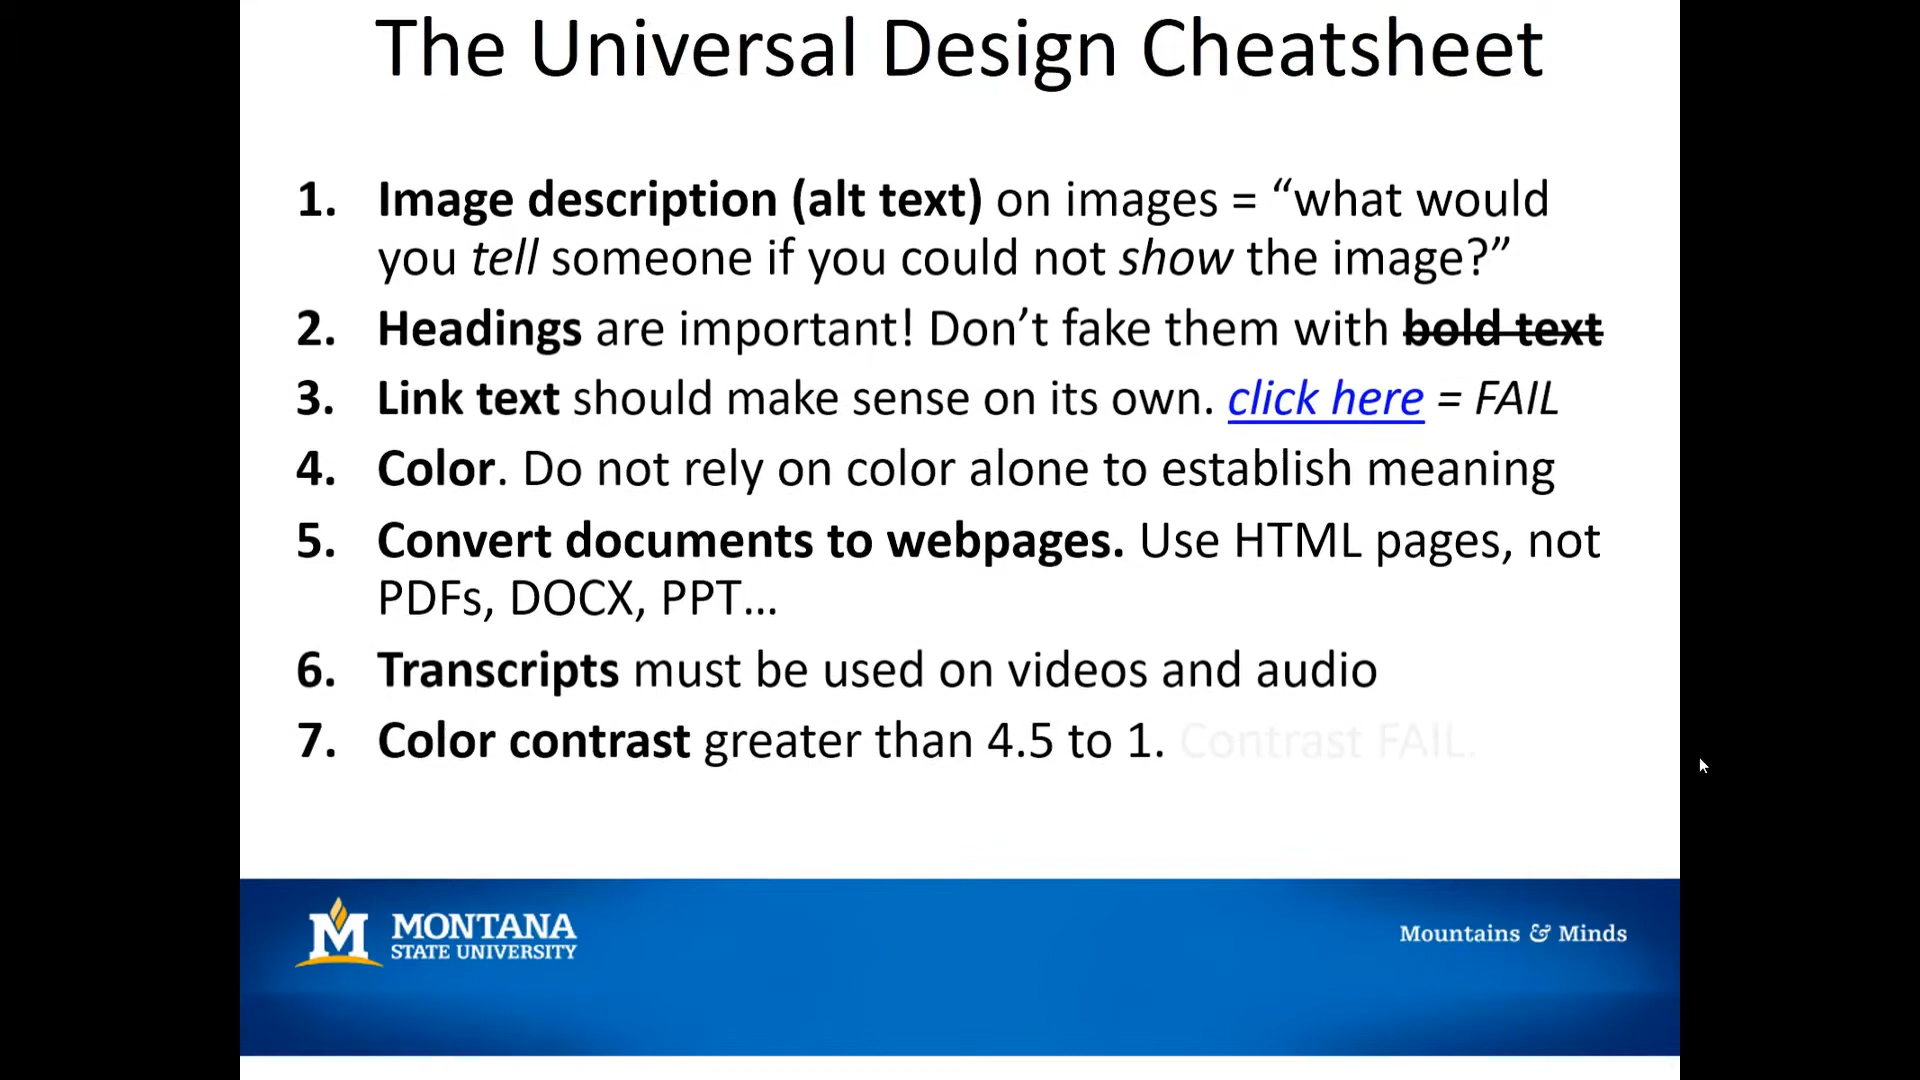 The Universal Design Cheatsheet
1. Image description (alt text) on images = “what would
you tell someone if you could not show the image?”
2. Headings are important! Don’t fake them with bold text
3. Link text should make sense on its own. click here = FAIL
4. Color. Do not rely on color alone to establish meaning
5. Convert documents to webpages. Use HTML pages, not
PDFs, DOCX, PPT...
6. Transcripts must be used on videos and audio
7. Color contrast greater than 4.5 to 1. Contrast FAIL.
M MONTANA
STATE UNIVERSITY
Mountains & Minds